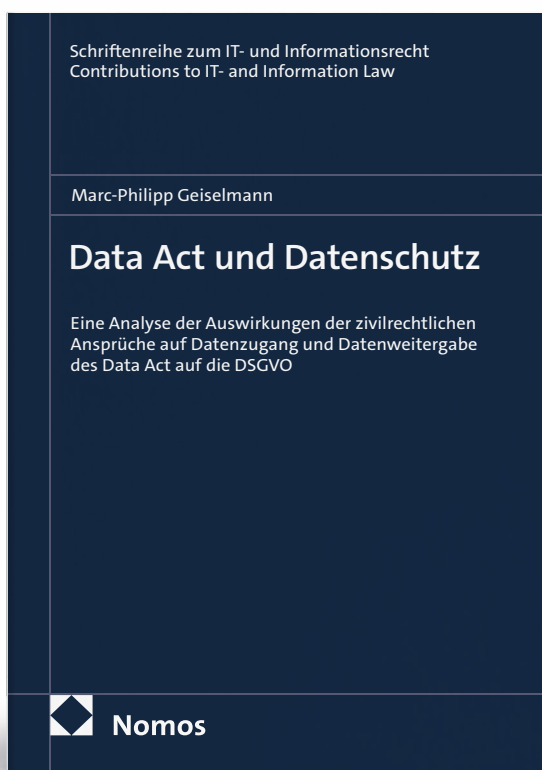 Schriftenreihe zum IT- und Informationsrecht
Contributions to IT- and Information Law
Marc-Philipp Geiselmann
Data Act und Datenschutz
Eine Analyse der Auswirkungen der zivilrechtlichen
Ansprüche auf Datenzugang und Datenweitergabe
des Data Act auf die DSGVO
Nomos